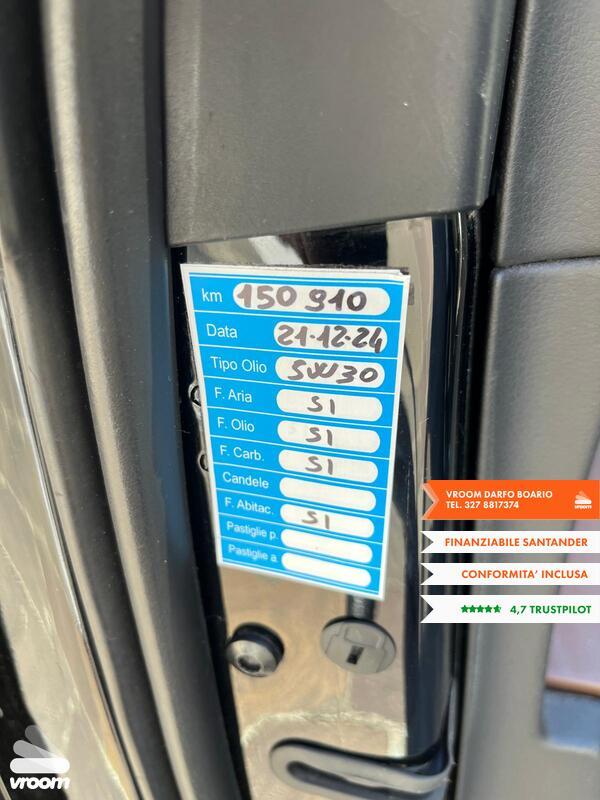 km 150 910
Data 21-12-24
Tipo Olio 5W30
F. Aria SI
F. Olio SI
F. Carb. SI
Candele
F. Abitac. SI
Pastiglie p.
Pastiglie a
VROOM DARFO BOARIO
TEL. 327 8817374
vroom
FINANZIABILE SANTANDER
CONFORMITA' INCLUSA
4,7 TRUSTPILOT
vroom